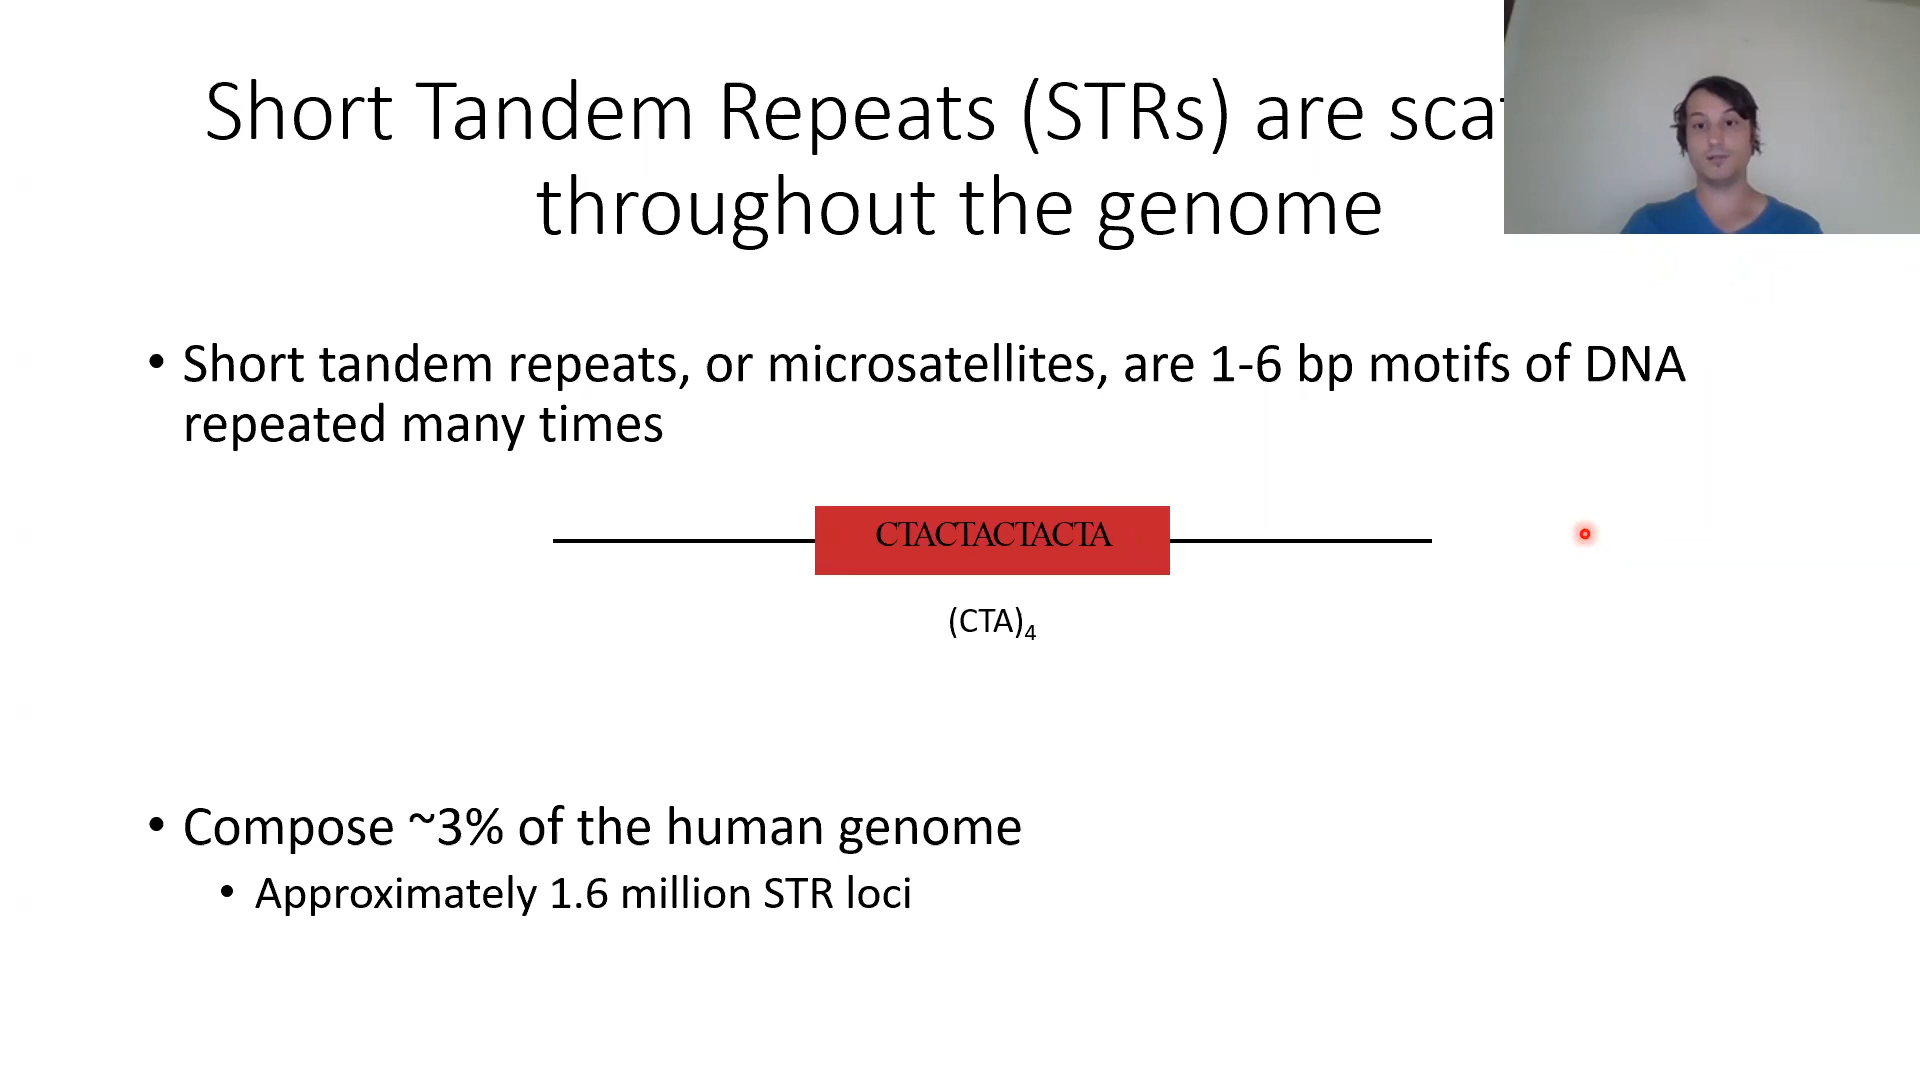 Short Tandem Repeats (STRs) are
throughout the genome
• Short tandem repeats, or microsatellites, are 1-6 bp motifs of DNA
repeated many times
CTACTACTACTA
(CTA)4
• Compose ~3% of the human genome
• Approximately 1.6 million STR loci